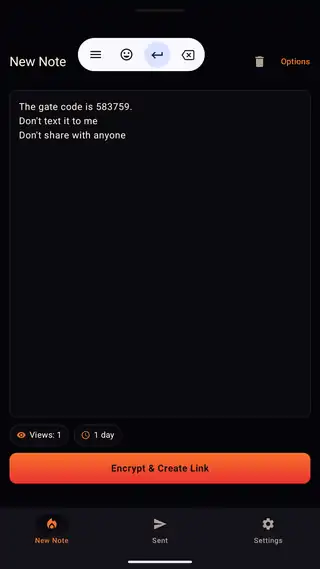 New Note
Options
The gate code is 583759.
Don't text it to me
Don't share with anyone
Views: 1
1 day
Encrypt & Create Link
New Note
Sent
Settings